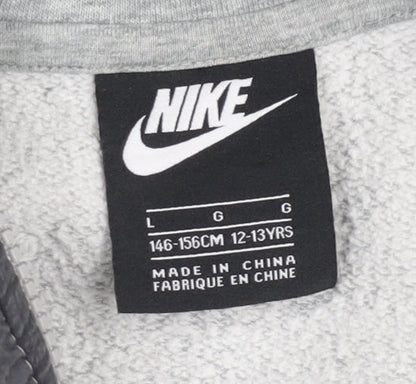 NIKE
L G G
146-156CM 12-13YRS
MADE IN CHINA
FABRIQUE EN CHINE